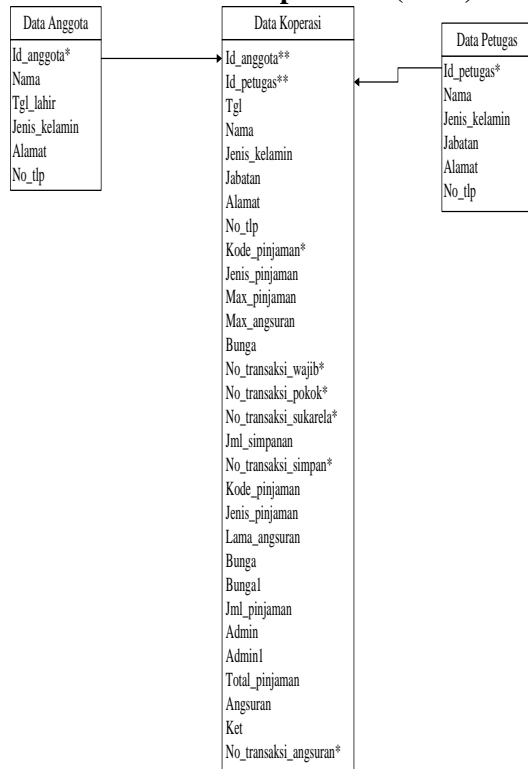 Data Anggota
Id_anggota*
Nama
Tgl_lahir
Jenis_kelamin
Alamat
No_tlp
Data Koperasi
Id_anggota**
Id_petugas**
Tgl
Nama
Jenis_kelamin
Jabatan
Alamat
No_tlp
Kode_pinjaman*
Jenis_pinjaman
Max_pinjaman
Max_angsuran
Bunga
No_transaksi_wajib*
No_transaksi_pokok*
No_transaksi_sukarela*
Jml_simpanan
No_transaksi_simpan*
Kode_pinjaman
Jenis_pinjaman
Lama_angsuran
Bunga
Bunga1
Jml_pinjaman
Admin
Admin1
Total_pinjaman
Angsuran
Ket
No_transaksi_angsuran*
Data Petugas
Id_petugas*
Nama
Jenis_kelamin
Jabatan
Alamat
No_tlp